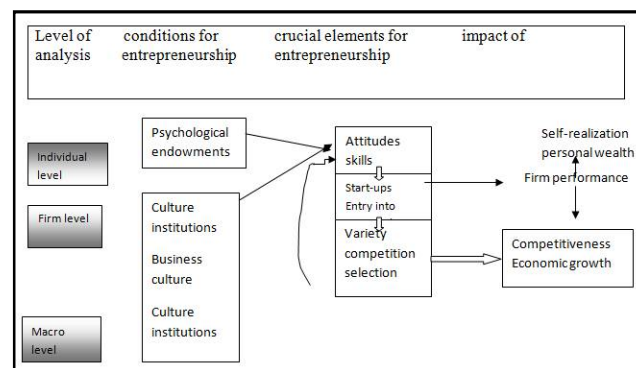 Level of analysis
conditions for entrepreneurship
crucial elements for entrepreneurship
impact of
Individual level
Firm level
Macro level
Psychological endowments
Culture institutions
Business culture
Culture institutions
Attitudes skills
Start-ups
Entry into
Variety competition selection
Self-realization
personal wealth
Firm performance
Competitiveness
Economic growth